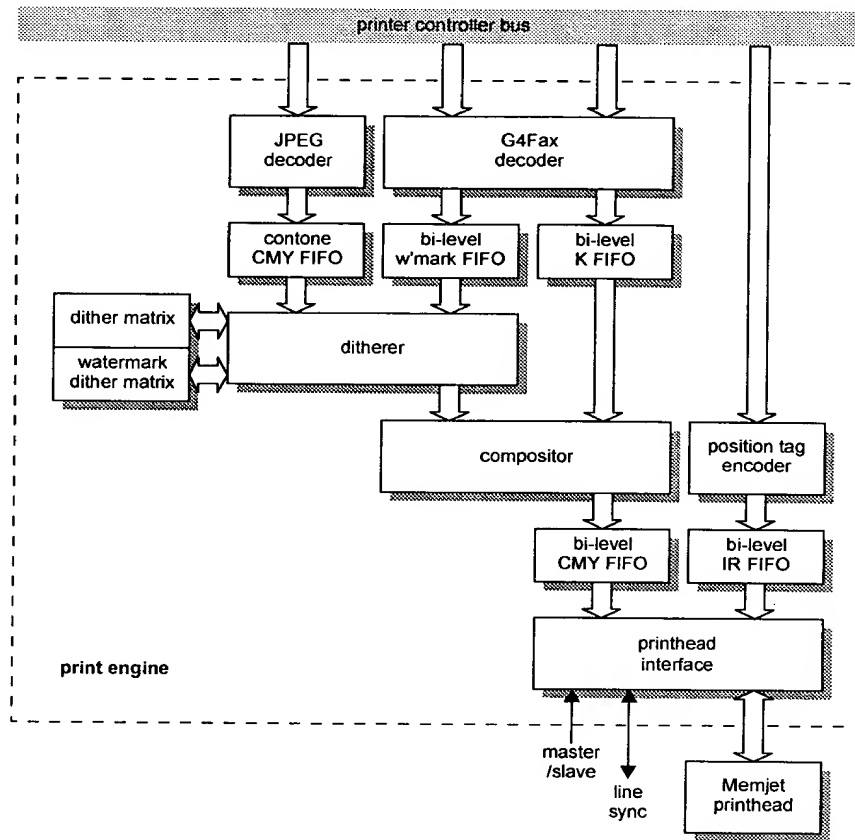 printer controller bus
JPEG
decoder
G4Fax
decoder
contone
CMY FIFO
bi-level
w'mark FIFO
bi-level
K FIFO
dither matrix
watermark
dither matrix
ditherer
compositor
position tag
encoder
bi-level
CMY FIFO
bi-level
IR FIFO
printhead
interface
print engine
master
/slave
line
sync
Memjet
printhead